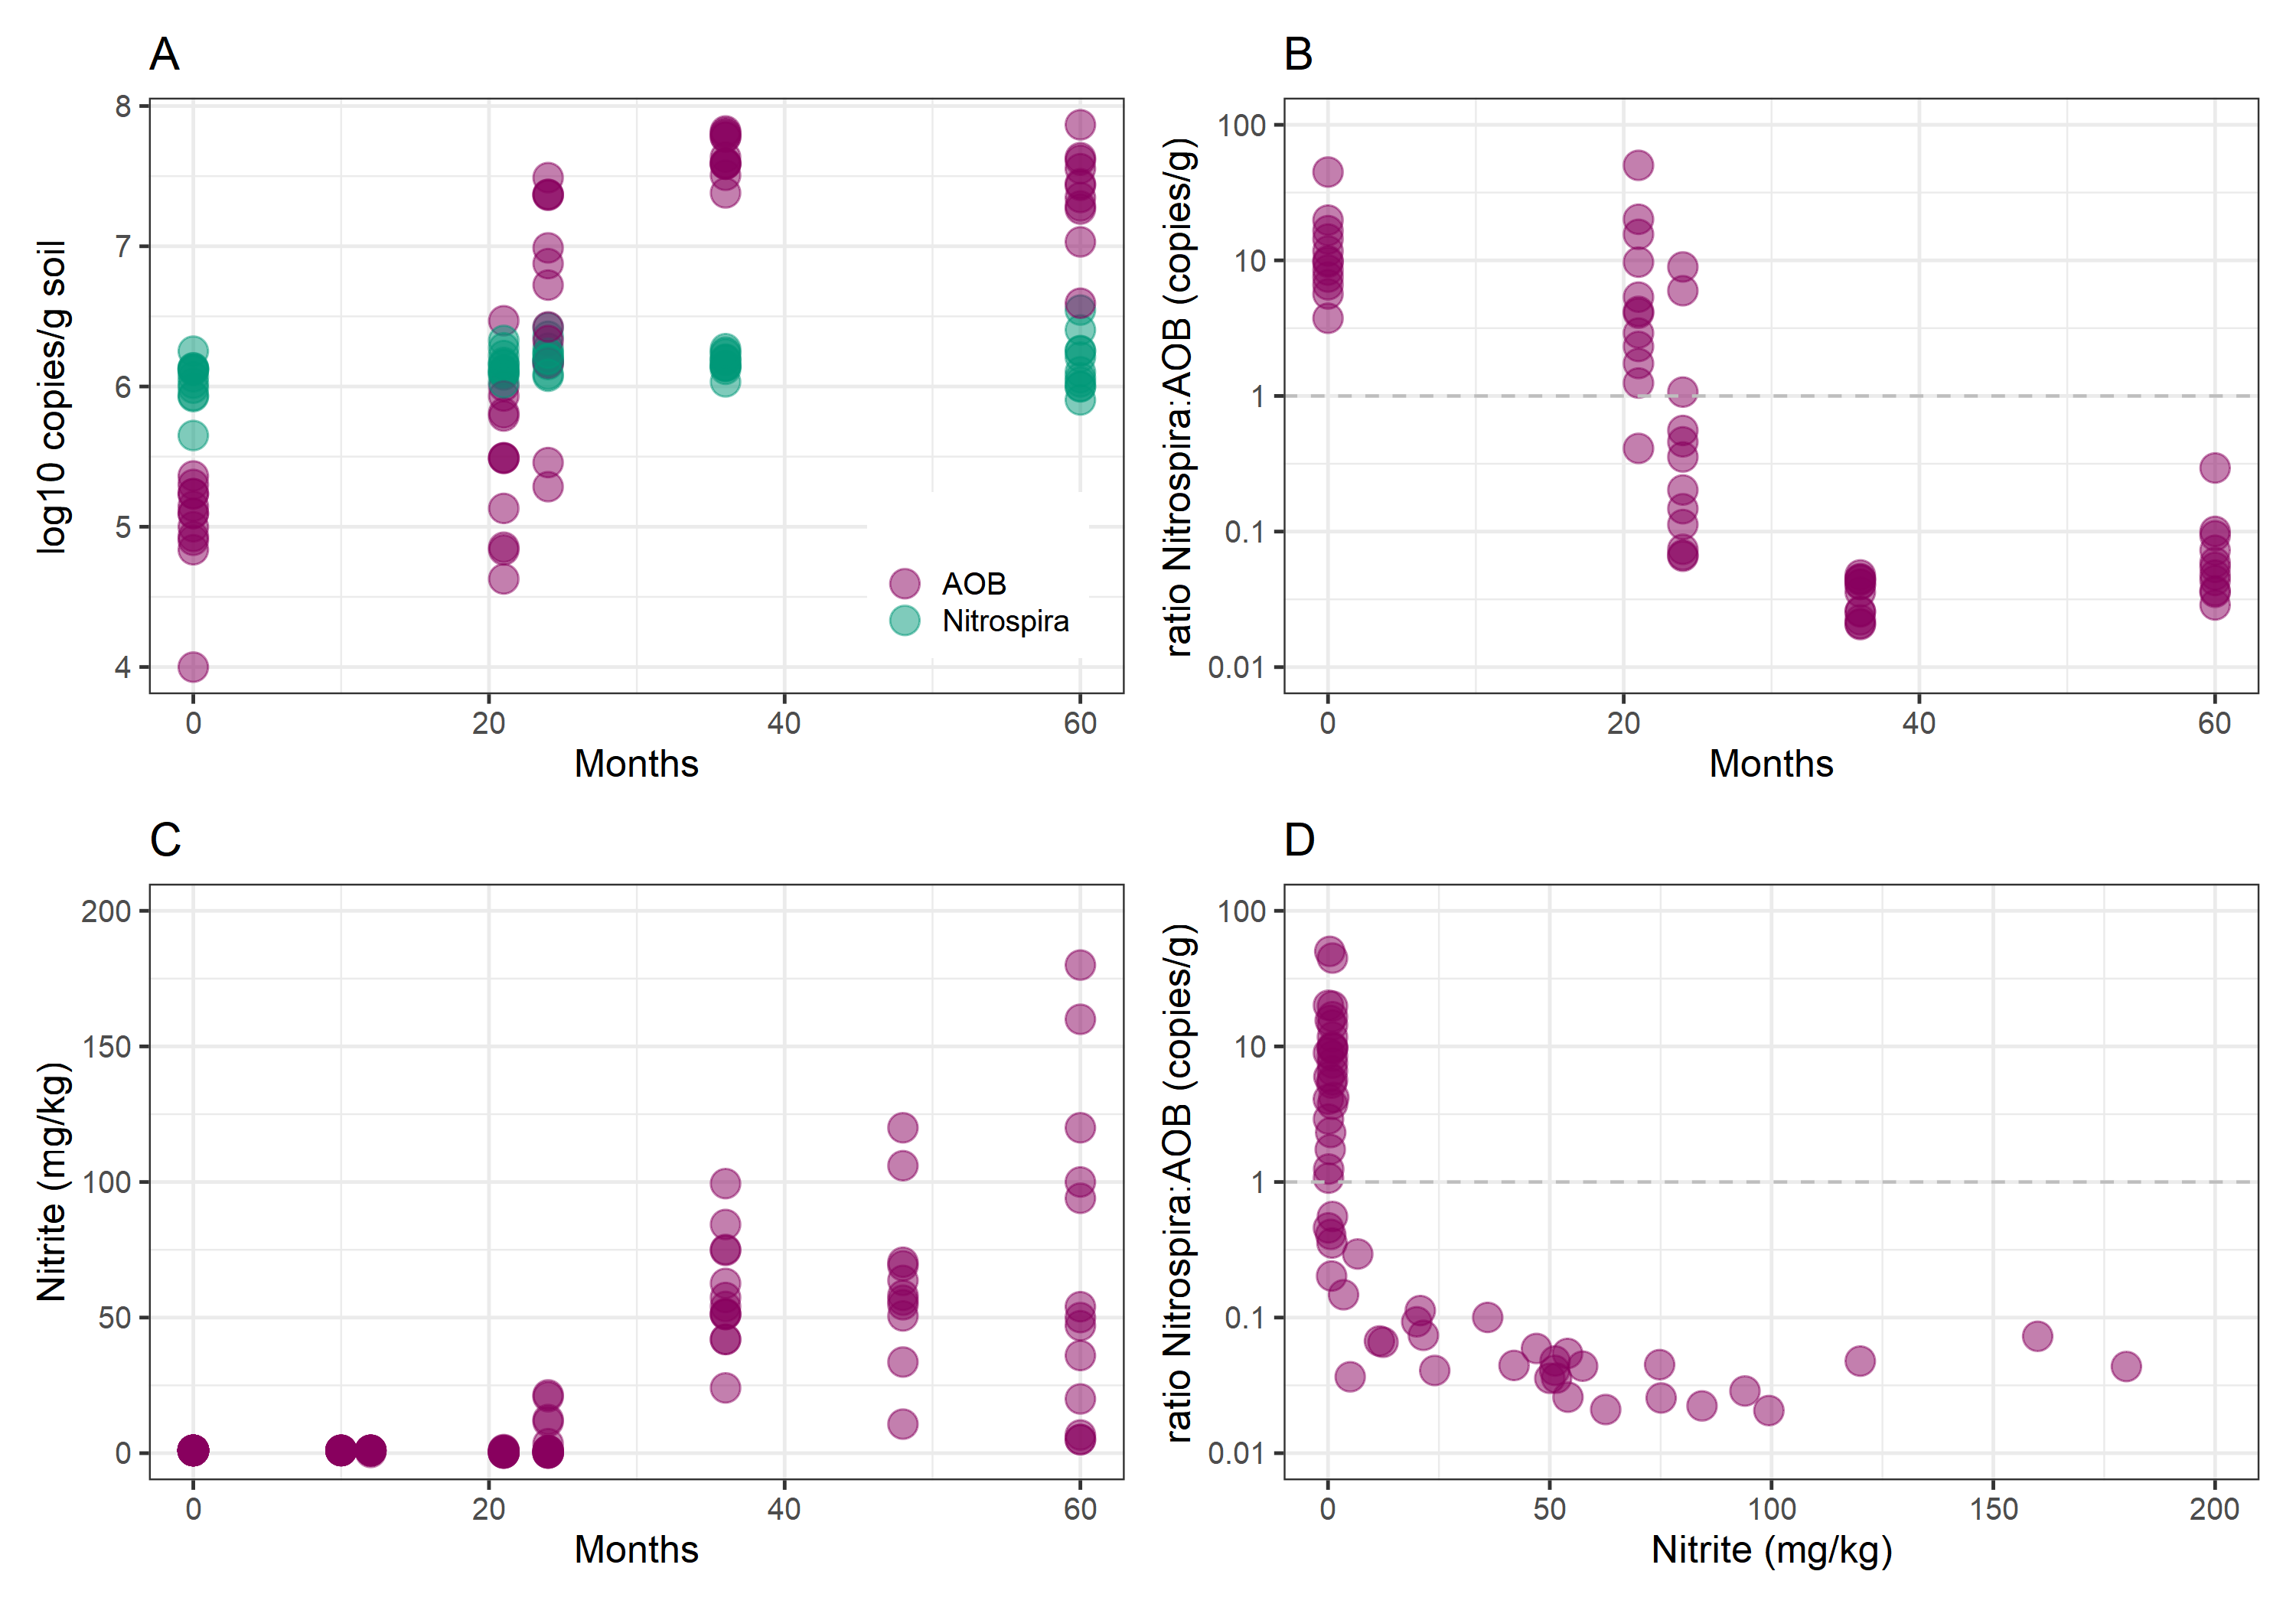 A
8
7
6
5
4
log10 copies/g soil
AOB
Nitrospira
0 20 40 60
Months
B
100
10
1
0.1
0.01
ratio Nitrospira:AOB (copies/g)
0 20 40 60
Months
C
200
150
100
50
0
Nitrite (mg/kg)
0 20 40 60
Months
D
100
10
1
0.1
0.01
ratio Nitrospira:AOB (copies/g)
0 50 100 150 200
Nitrite (mg/kg)